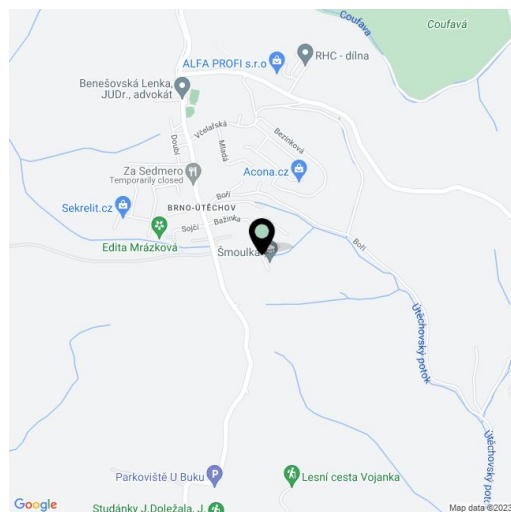 Coufava
Coufavá
ALFA PROFI s.r.o
RHC - dílna
Benešovská Lenka,
JUDr., advokát
Včelařská
Bezinková
Doubí
Mladá
Za Sedmero
Temporarily closed
Acona.cz
Boří
Sekrelit.cz
BRNO-ÚTĚCHOV
Bažinka
Sojčí
Edita Mrázková
Boří
Šmoulka
Útěchovský
potok
Útěchovský potok
Parkoviště U Buku
P
Lesní cesta Vojanka
Studánky J.Doležala, J.
Google
Map data ©2023